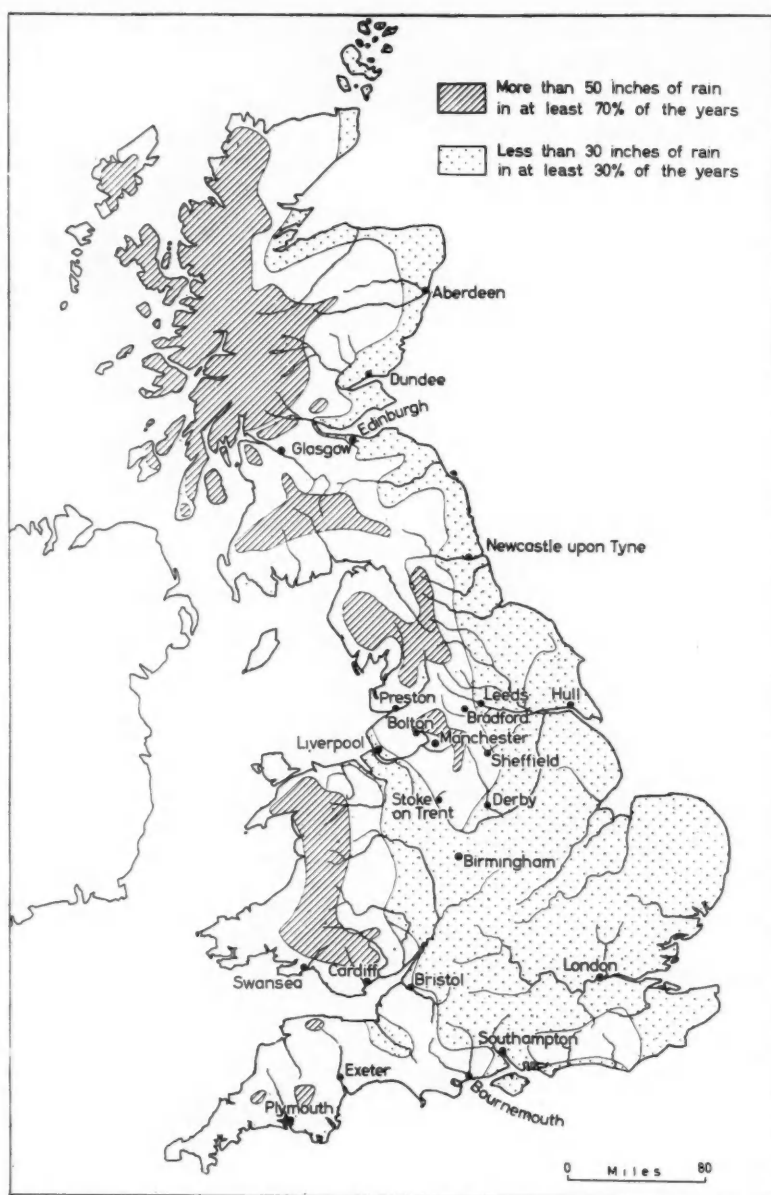 More than 50 inches of rain
in at least 70% of the years
Less than 30 inches of rain
in at least 30% of the years
Aberdeen
Dundee
Edinburgh
Glasgow
Newcastle upon Tyne
Preston
Leeds
Hull
Bolton
Bradford
Liverpool
Manchester
Sheffield
Stoke
on Trent
Derby
Birmingham
Swansea
Cardiff
Bristol
London
Southampton
Exeter
Bournemouth
Plymouth
0 Miles 80